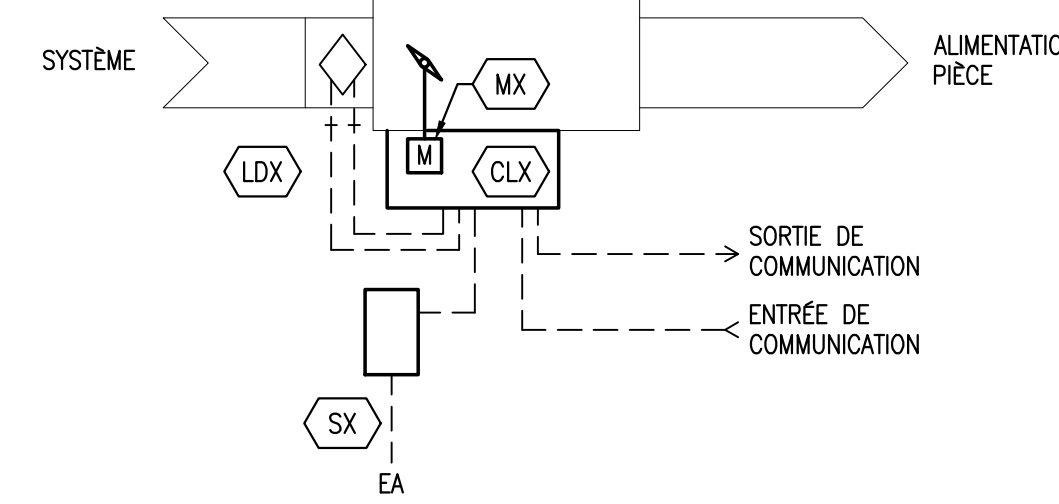 SYSTÈME
ALIMENTATIO
PIÈCE
MX
M
LDX
CLX
SORTIE DE
COMMUNICATION
ENTRÉE DE
COMMUNICATION
SX
EA